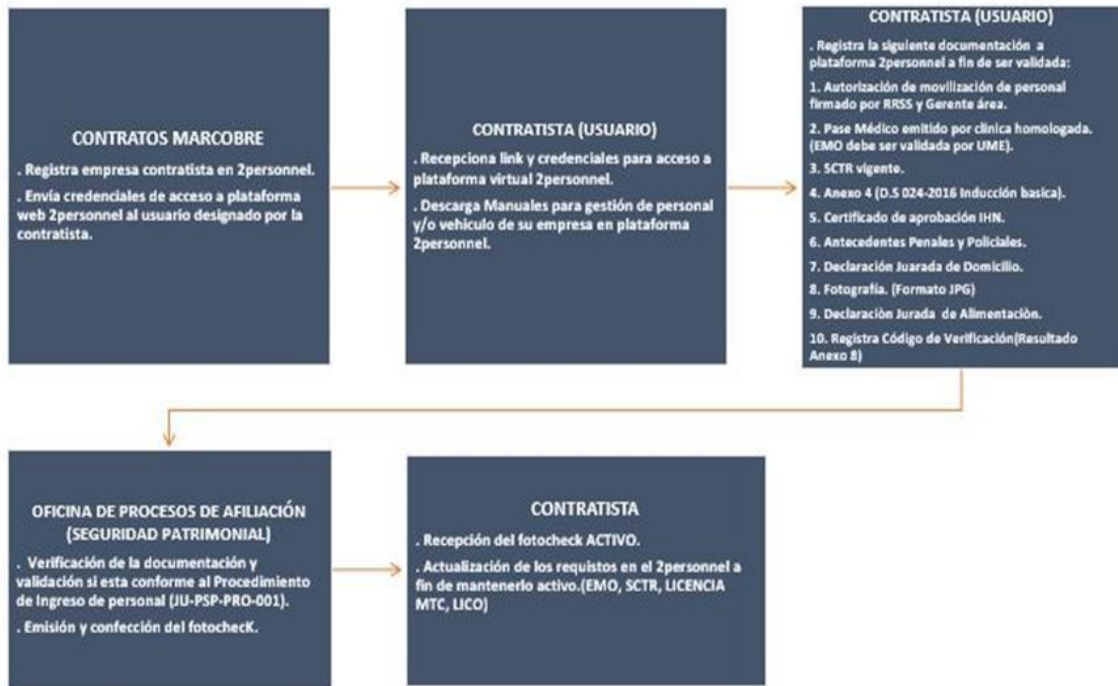 CONTRATOS MARCOBRE
. Registra empresa contratista en 2personnel.
. Envía credenciales de acceso a plataforma
web 2personnel al usuario designado por la
contratista.
CONTRATISTA (USUARIO)
. Recepciona link y credenciales para acceso a
plataforma virtual 2personnel.
. Descarga Manuales para gestión de personal
y/o vehiculo de su empresa en plataforma
2personnel.
CONTRATISTA (USUARIO)
. Registra la siguiente documentación a
plataforma 2personnel a fin de ser validada:
1. Autorización de movilización de personal
firmado por RRSS y Gerente área.
2. Pase Médico emitido por clinica homologada.
(EMO debe ser validada por UME).
3. SCTR vigente.
4. Anexo 4 (D.S 024-2016 Inducción basica).
5. Certificado de aprobación IHN.
6. Antecedentes Penales y Policiales.
7. Declaración Juarada de Domicilio.
8. Fotografía. (Formato JPG)
9. Declaraciòn Jurada de Alimentaciòn.
10. Registra Código de Verificación(Resultado
Anexo 8)
OFICINA DE PROCESOS DE AFILIACIÓN
(SEGURIDAD PATRIMONIAL)
. Verificación de la documentación y
validación si esta conforme al Procedimiento
de Ingreso de personal (JU-PSP-PRO-001).
. Emisión y confección del fotochecK.
CONTRATISTA
. Recepción del fotocheck ACTIVO.
. Actualización de los requistos en el 2personnel a
fin de mantenerlo activo.(EMO, SCTR, LICENCIA
MTC, LICO)